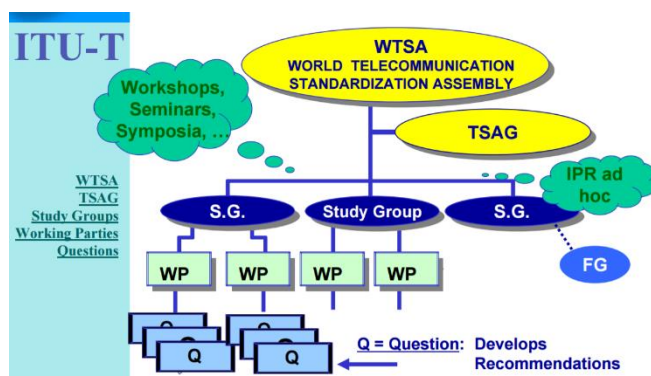 ITU-T
WTSA
TSAG
Study Groups
Working Parties
Questions
WTSA
WORLD TELECOMMUNICATION
STANDARDIZATION ASSEMBLY
Workshops,
Seminars,
Symposia, ...
TSAG
IPR ad
hoc
S.G.
Study Group
S.G.
FG
WP
WP
WP
WP
Q
Q
Q
Q
Q
Q
Q = Question: Develops
Recommendations